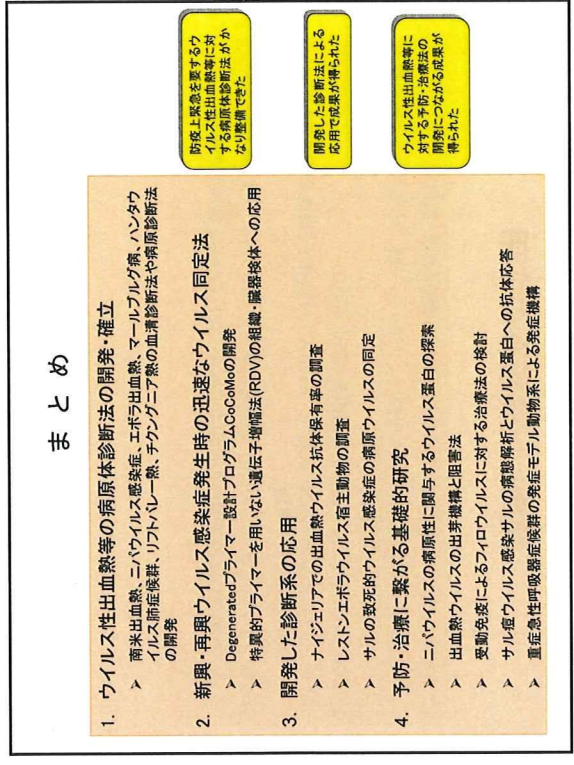 まとめ
1. ウイルス性出血熱等の病原体診断法の開発・確立
➤ 南米出血熱、ニパウイルス感染症、エボラ出血熱、マールブルグ病、ハンタウ
イルス肺症候群、リフトバレー熱、チクングニア熱の血清診断法や病原診断法
の開発
2. 新興・再興ウイルス感染症発生時の迅速なウイルス同定法
➤ Degeneratedプライマー設計プログラムCoCoMoの開発
➤ 特異的プライマーを用いない遺伝子増幅法(RDV)の組織・臓器検体への応用
3. 開発した診断系の応用
➤ ナイジェリアでの出血熱ウイルス抗体保有率の調査
➤ レストンエボラウイルス宿主動物の調査
➤ サルの致死的ウイルス感染症の病原ウイルスの同定
4. 予防・治療に繋がる基礎的研究
➤ ニパウイルスの病原性に関与するウイルス蛋白の探索
➤ 出血熱ウイルスの出芽機構と阻害法
➤ 受動免疫によるフィロウイルスに対する治療法の検討
➤ サル痘ウイルス感染サルの病態解析とウイルス蛋白への抗体応答
➤ 重症急性呼吸器症候群の発症モデル動物系による発症機構
防疫上緊急を要するウ
イルス性出血熱等に対
する病原体診断法がか
なり整備できた
開発した診断法による
応用で成果が得られた
ウイルス性出血熱等に
対する予防・治療法の
開発につながる成果が
得られた